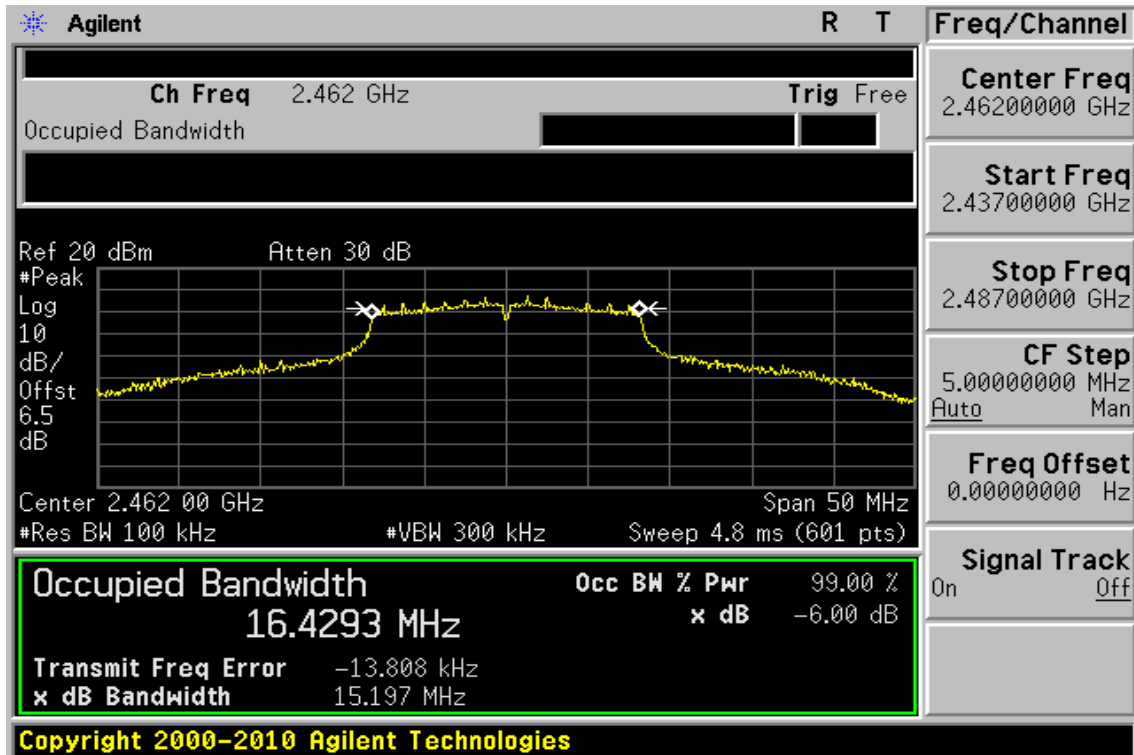 Agilent R T
Ch Freq 2.462 GHz Trig Free
Occupied Bandwidth
Ref 20 dBm Atten 30 dB
#Peak
Log
10
dB/
Offst
6.5
dB
Center 2.462 00 GHz Span 50 MHz
#Res BW 100 kHz #VBW 300 kHz Sweep 4.8 ms (601 pts)
Occupied Bandwidth
16.4293 MHz
Occ BW % Pwr 99.00 %
x dB -6.00 dB
Transmit Freq Error -13.808 kHz
x dB Bandwidth 15.197 MHz
Copyright 2000-2010 Agilent Technologies
Freq/Channel
Center Freq
2.46200000 GHz
Start Freq
2.43700000 GHz
Stop Freq
2.48700000 GHz
CF Step
5.00000000 MHz
Auto Man
Freq Offset
0.00000000 Hz
Signal Track
On Off